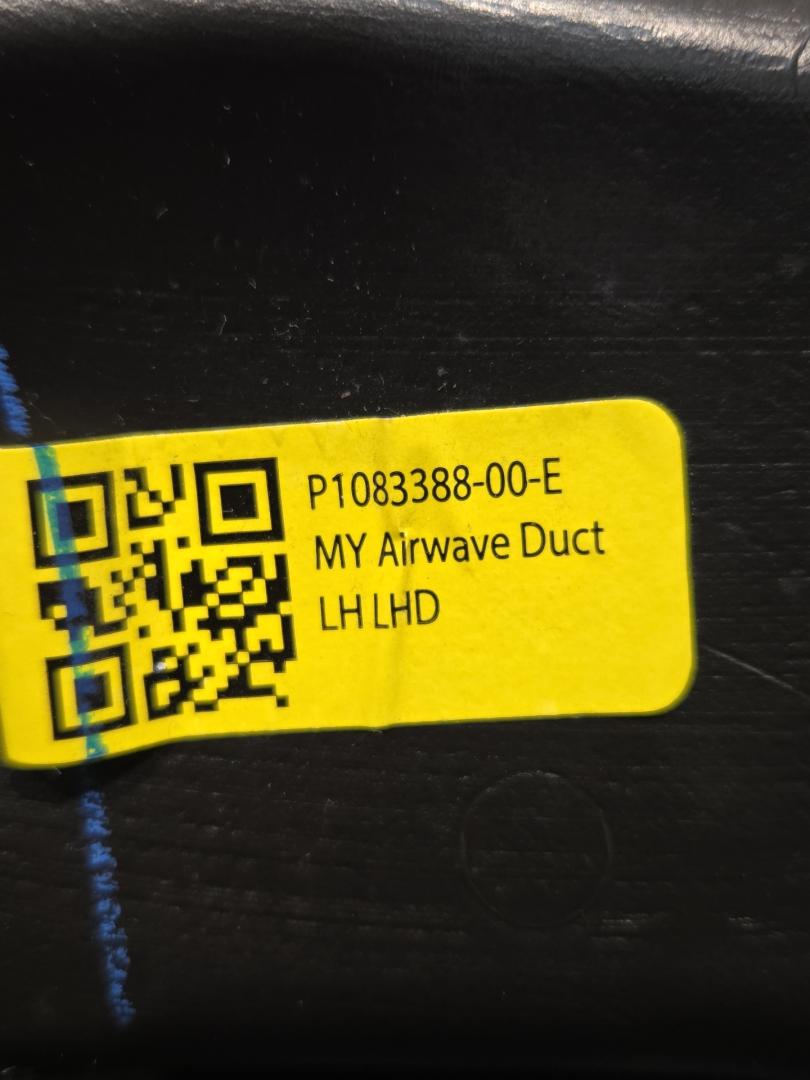 P1083388-00-E
MY Airwave Duct
LH LHD